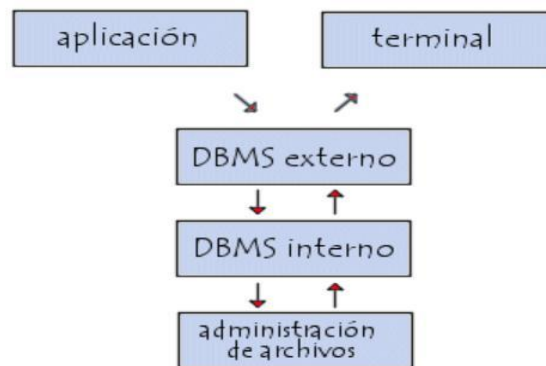 aplicación
terminal
DBMS externo
DBMS interno
administración
de archivos